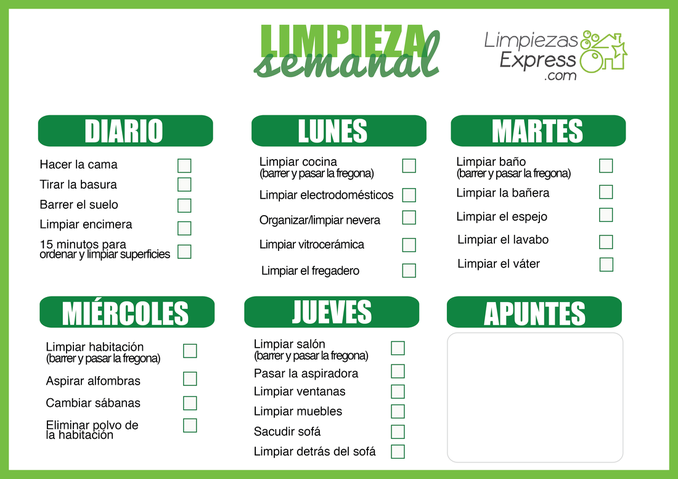 LIMPIEZA
semanal
Limpiezas
Express
.com
DIARIO
Hacer la cama
Tirar la basura
Barrer el suelo
Limpiar encimera
15 minutos para
ordenar y limpiar superficies
LUNES
Limpiar cocina
(barrer y pasar la fregona)
Limpiar electrodomésticos
Organizar/limpiar nevera
Limpiar vitrocerámica
Limpiar el fregadero
MARTES
Limpiar baño
(barrer y pasar la fregona)
Limpiar la bañera
Limpiar el espejo
Limpiar el lavabo
Limpiar el váter
MIÉRCOLES
Limpiar habitación
(barrer y pasar la fregona)
Aspirar alfombras
Cambiar sábanas
Eliminar polvo de
la habitación
JUEVES
Limpiar salón
(barrer y pasar la fregona)
Pasar la aspiradora
Limpiar ventanas
Limpiar muebles
Sacudir sofá
Limpiar detrás del sofá
APUNTES